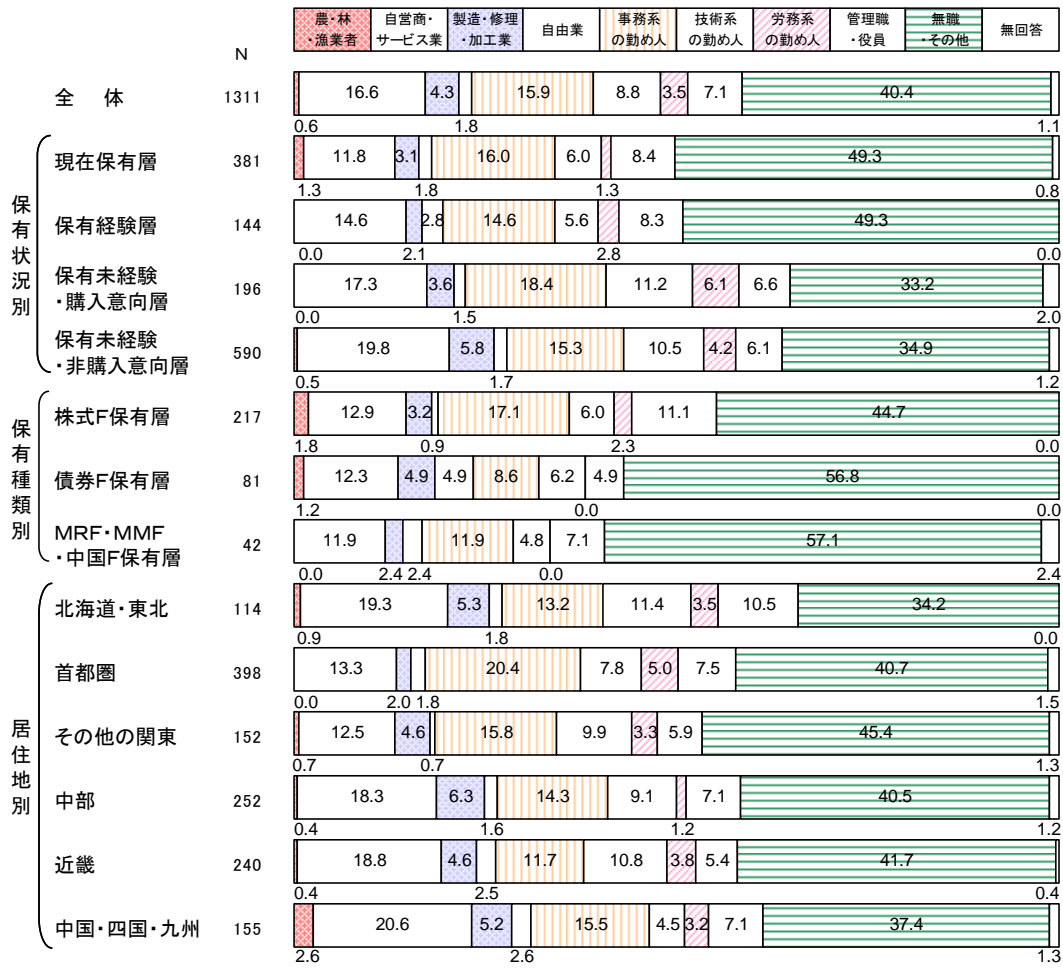 農・林・漁業者 自営商・サービス業 製造・修理・加工業 自由業 事務系の勤め人 技術系の勤め人 労務系の勤め人 管理職・役員 無職・その他 無回答
N
全 体 1311 16.6 4.3 15.9 8.8 3.5 7.1 40.4
0.6 1.8 1.1
保有状況別
現在保有層 381 11.8 3.1 16.0 6.0 8.4 49.3
1.3 1.8 1.3 0.8
保有経験層 144 14.6 2.8 14.6 5.6 8.3 49.3
0.0 2.1 2.8 0.0
保有未経験・購入意向層 196 17.3 3.6 18.4 11.2 6.1 6.6 33.2
0.0 1.5 2.0
保有未経験・非購入意向層 590 19.8 5.8 15.3 10.5 4.2 6.1 34.9
0.5 1.7 1.2
保有種類別
株式F保有層 217 12.9 3.2 17.1 6.0 11.1 44.7
1.8 0.9 2.3 0.0
債券F保有層 81 12.3 4.9 4.9 8.6 6.2 4.9 56.8
1.2 0.0 0.0
MRF・MMF・中国F保有層 42 11.9 11.9 4.8 7.1 57.1
0.0 2.4 2.4 0.0 2.4
居住地別
北海道・東北 114 19.3 5.3 13.2 11.4 3.5 10.5 34.2
0.9 1.8 0.0
首都圏 398 13.3 20.4 7.8 5.0 7.5 40.7
0.0 2.0 1.8 1.5
その他の関東 152 12.5 4.6 15.8 9.9 3.3 5.9 45.4
0.7 0.7 1.3
中部 252 18.3 6.3 14.3 9.1 7.1 40.5
0.4 1.6 1.2 1.2
近畿 240 18.8 4.6 11.7 10.8 3.8 5.4 41.7
0.4 2.5 0.4
中国・四国・九州 155 20.6 5.2 15.5 4.5 3.2 7.1 37.4
2.6 2.6 1.3